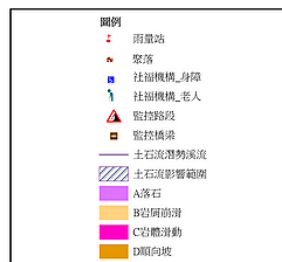 圖例
雨量站
聚落
社福機構_身障
社福機構_老人
監控路段
監控橋梁
土石流潛勢溪流
土石流影響範圍
A落石
B岩屑崩滑
C岩體滑動
D順向坡